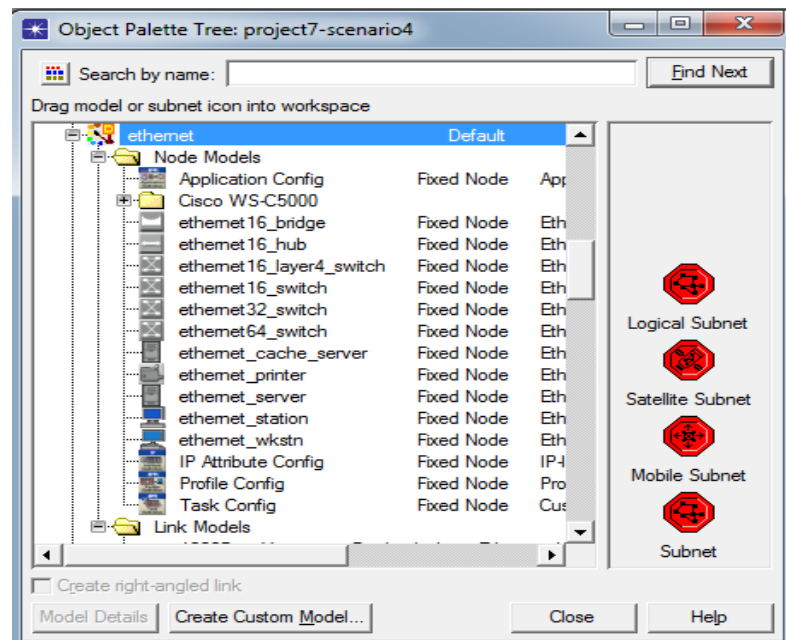 Object Palette Tree: project7-scenario4
Search by name:
Find Next
Drag model or subnet icon into workspace
ethernet Default
Node Models
Application Config Fixed Node App
Cisco WS-C5000
ethernet16_bridge Fixed Node Eth
ethernet16_hub Fixed Node Eth
ethernet16_layer4_switch Fixed Node Eth
ethernet16_switch Fixed Node Eth
ethernet32_switch Fixed Node Eth
ethernet64_switch Fixed Node Eth
ethernet_cache_server Fixed Node Eth
ethernet_printer Fixed Node Eth
ethernet_server Fixed Node Eth
ethernet_station Fixed Node Eth
ethernet_wkstn Fixed Node Eth
IP Attribute Config Fixed Node
Profile Config Fixed Node Pro
Task Config Fixed Node Cus
Link Models
Logical Subnet
Satellite Subnet
Mobile Subnet
Subnet
Create right-angled link
Model Details
Create Custom Model...
Close
Help